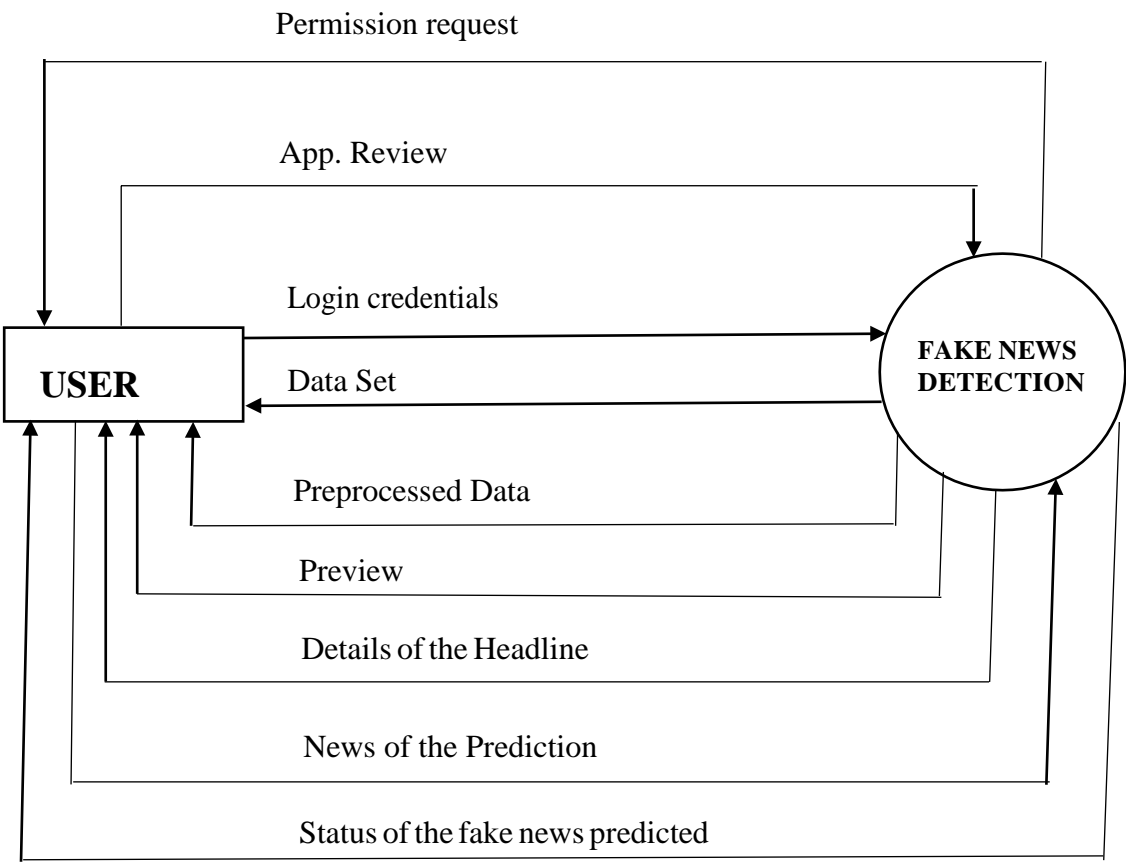 Permission request
App. Review
Login credentials
FAKE NEWS
DETECTION
USER
Data Set
Preprocessed Data
Preview
Details of the Headline
News of the Prediction
Status of the fake news predicted